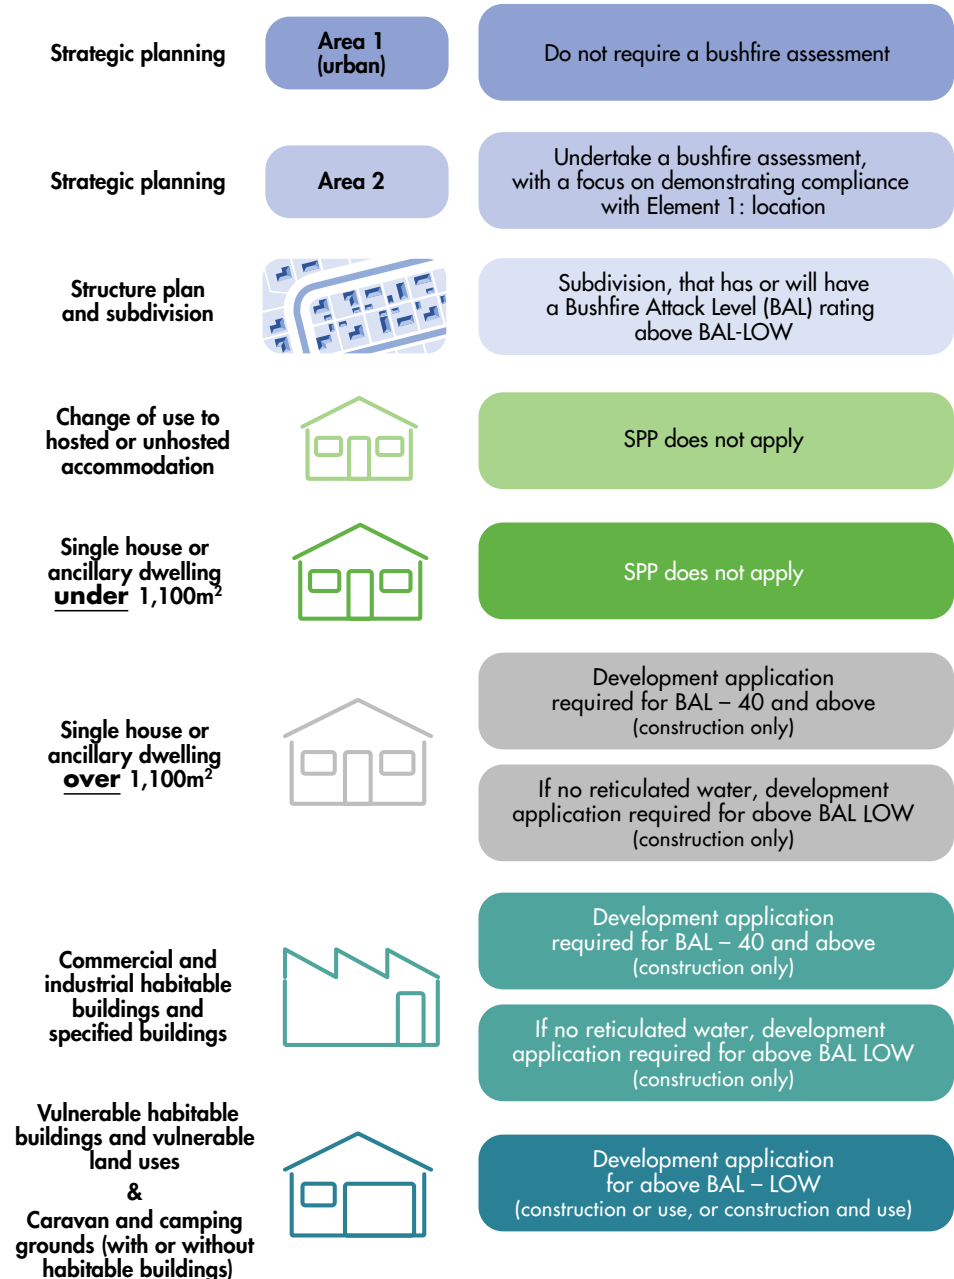 Strategic planning
Area 1
(urban)
Do not require a bushfire assessment
Strategic planning
Area 2
Undertake a bushfire assessment,
with a focus on demonstrating compliance
with Element 1: location
Structure plan
and subdivision
Subdivision, that has or will have
a Bushfire Attack Level (BAL) rating
above BAL-LOW
Change of use to
hosted or unhosted
accommodation
SPP does not apply
Single house or
ancillary dwelling
under 1,100m²
SPP does not apply
Single house or
ancillary dwelling
over 1,100m²
Development application
required for BAL – 40 and above
(construction only)
If no reticulated water, development
application required for above BAL LOW
(construction only)
Commercial and
industrial habitable
buildings and
specified buildings
Development application
required for BAL – 40 and above
(construction only)
If no reticulated water, development
application required for above BAL LOW
(construction only)
Vulnerable habitable
buildings and vulnerable
land uses
&
Caravan and camping
grounds (with or without
habitable buildings)
Development application
for above BAL – LOW
(construction or use, or construction and use)